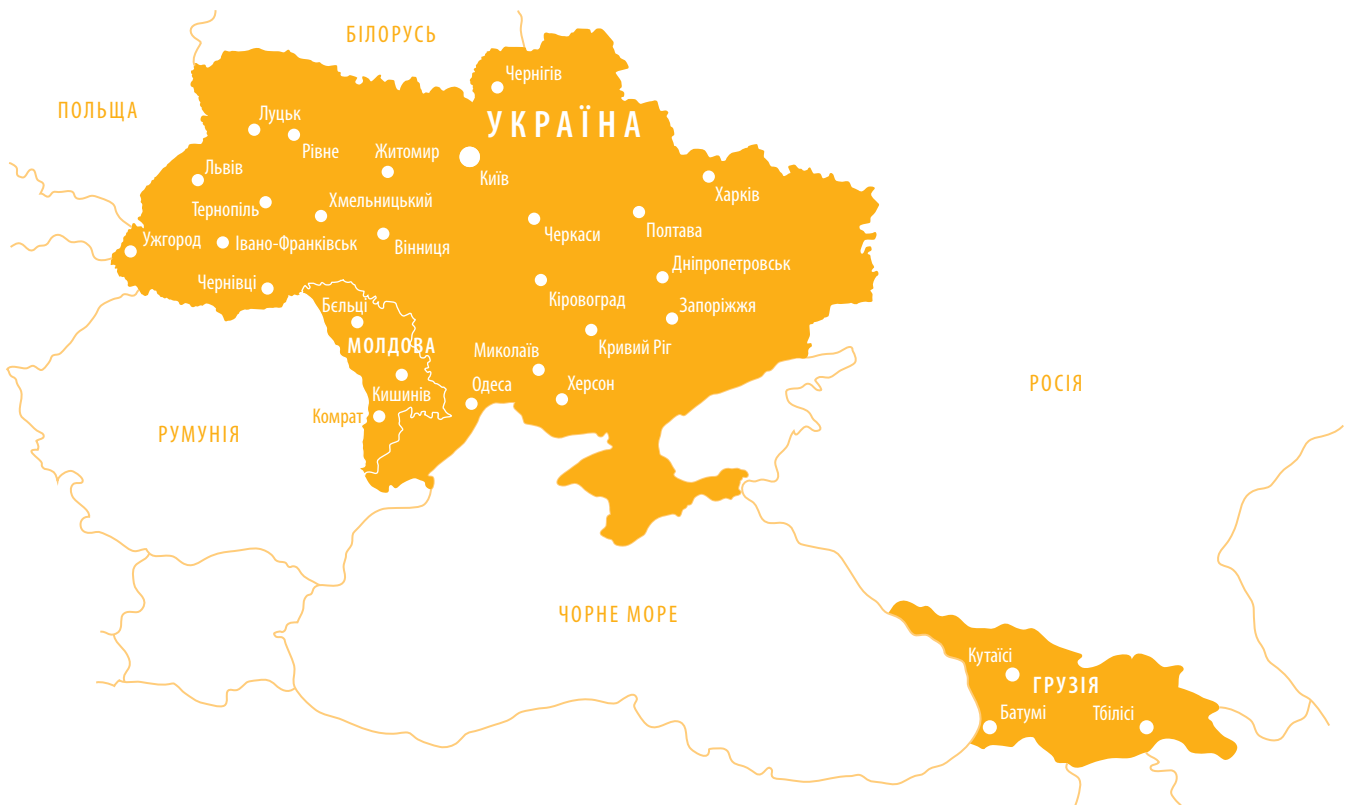 БІЛОРУСЬ
ПОЛЬЩА
УКРАЇНА
Чернігів
Луцьк
Рівне
Житомир
Київ
Львів
Тернопіль
Хмельницький
Харків
Ужгород
Івано-Франківськ
Вінниця
Черкаси
Полтава
Чернівці
Дніпропетровськ
Бєльці
Кіровоград
Запоріжжя
МОЛДОВА
Миколаїв
Кривий Ріг
Кишинів
Одеса
Херсон
РОСІЯ
Комрат
РУМУНІЯ
ЧОРНЕ МОРЕ
Кутаїсі
ГРУЗІЯ
Батумі
Тбілісі